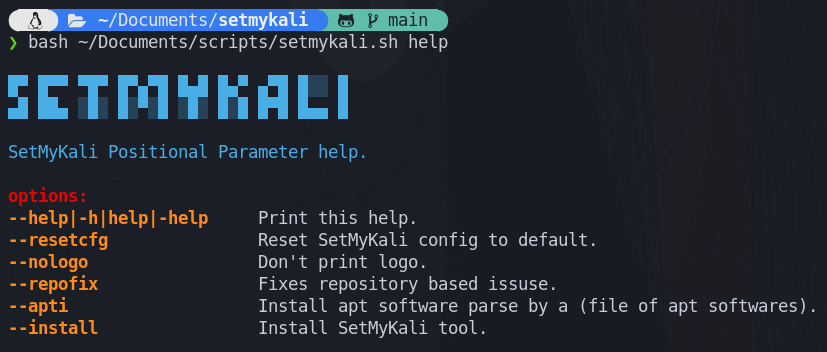 ~/Documents/setmykali main
❯ bash ~/Documents/scripts/setmykali.sh help
SETMYKALI
SetMyKali Positional Parameter help.
options:
--help|-h|help|-help Print this help.
--resetcfg Reset SetMyKali config to default.
--nologo Don't print logo.
--repofix Fixes repository based issuse.
--apti Install apt software parse by a (file of apt softwares).
--install Install SetMyKali tool.